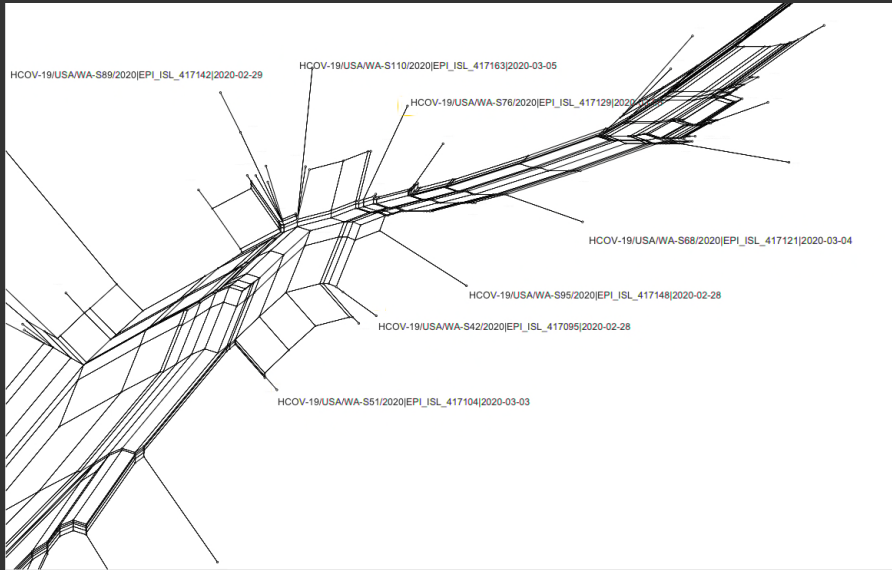 HCOV-19/USA/WA-S110/2020|EPI_ISL_417163|2020-03-05
HCOV-19/USA/WA-S89/2020|EPI_ISL_417142|2020-02-29
HCOV-19/USA/WA-S76/2020|EPI_ISL_417129|2020
HCOV-19/USA/WA-S68/2020|EPI_ISL_417121|2020-03-04
HCOV-19/USA/WA-S95/2020|EPI_ISL_417148|2020-02-28
HCOV-19/USA/WA-S42/2020|EPI_ISL_417095|2020-02-28
HCOV-19/USA/WA-S51/2020|EPI_ISL_417104|2020-03-03